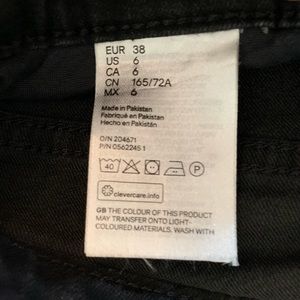 EUR 38
US 6
CA 6
CN 165/72A
MX 6
Made in Pakistan
Fabriqué en Pakistan
Hecho en Pakistán
O/N 204671
P/N 0562245 1
40 P
clevercare.info
GB THE COLOUR OF THIS PRODUCT
MAY TRANSFER ONTO LIGHT-
COLOURED MATERIALS. WASH WITH